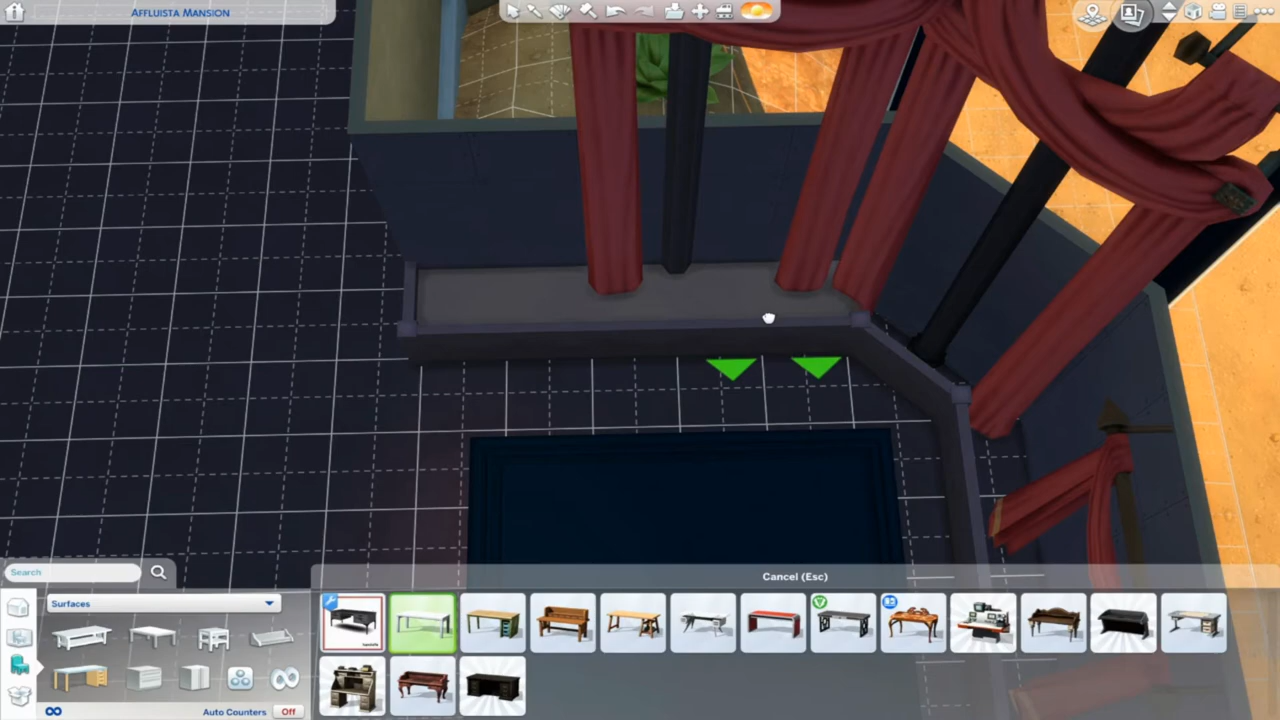 Affluista Mansion
Cancel (Esc)
Search
Surfaces
Auto Counters Off